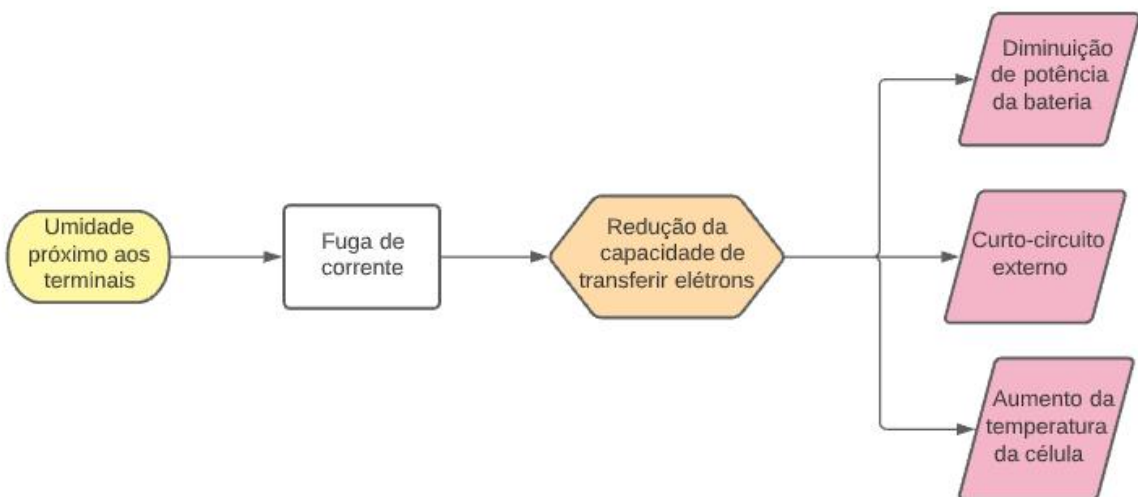 Umidade
próximo aos
terminais
Fuga de
corrente
Redução da
capacidade de
transferir elétrons
Diminuição
de potência
da bateria
Curto-circuito
externo
Aumento da
temperatura
da célula